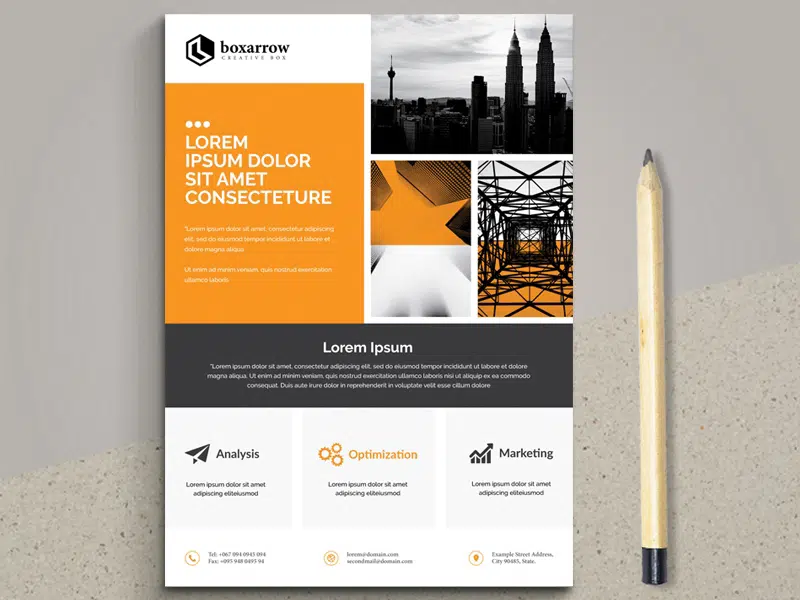 boxarrow
CREATIVE BOX
LOREM
IPSUM DOLOR
SIT AMET
CONSECTETURE
"Lorem ipsum dolor sit amet, consectetur adipiscing
elit, sed do eiusmod tempor incididunt ut labore et
dolore magna aliqua
Ut enim ad minim veniam, quis nostrud exercitation
ullamco laboris
Lorem Ipsum
"Lorem ipsum dolor sit amet, consectetur adipiscing elit, sed do eiusmod tempor incididunt ut labore et dolore
magna aliqua. Ut enim ad minim veniam, quis nostrud exercitation ullamco laboris nisi ut aliquip ex ea commodo
consequat. Duis aute irure dolor in reprehenderit in voluptate velit esse cillum dolore
Analysis
Lorem ipsum dolor sit amet
adipiscing eliteiusmod
Optimization
Lorem ipsum dolor sit amet
adipiscing eliteiusmod
Marketing
Lorem ipsum dolor sit amet
adipiscing eliteiusmod
Tel: +067 094 0943 094
Fax: +095 948 0495 94
lorem@domain.com
secondmail@domain.com
Example Street Address,
City 90485, State.